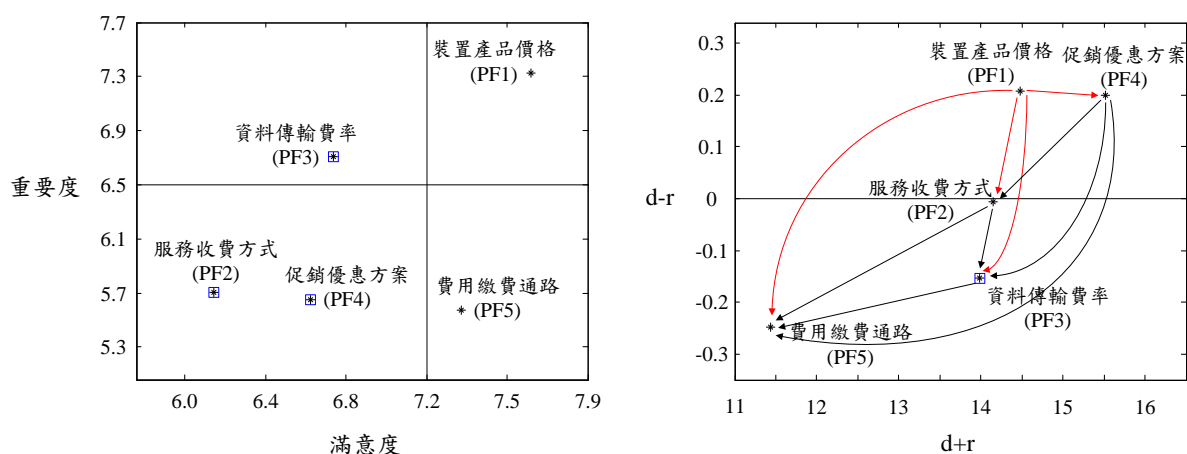 7.7
7.3
6.9
6.5
6.1
5.7
5.3
重要度
裝置產品價格
(PF1)
資料傳輸費率
(PF3)
服務收費方式
(PF2)
促銷優惠方案
(PF4)
費用繳費通路
(PF5)
6.0 6.4 6.8 7.2 7.6 7.9
滿意度
0.3
0.2
0.1
0
-0.1
-0.2
-0.3
d-r
裝置產品價格
(PF1)
促銷優惠方案
(PF4)
服務收費方式
(PF2)
資料傳輸費率
(PF3)
費用繳費通路
(PF5)
11 12 13 14 15 16
d+r